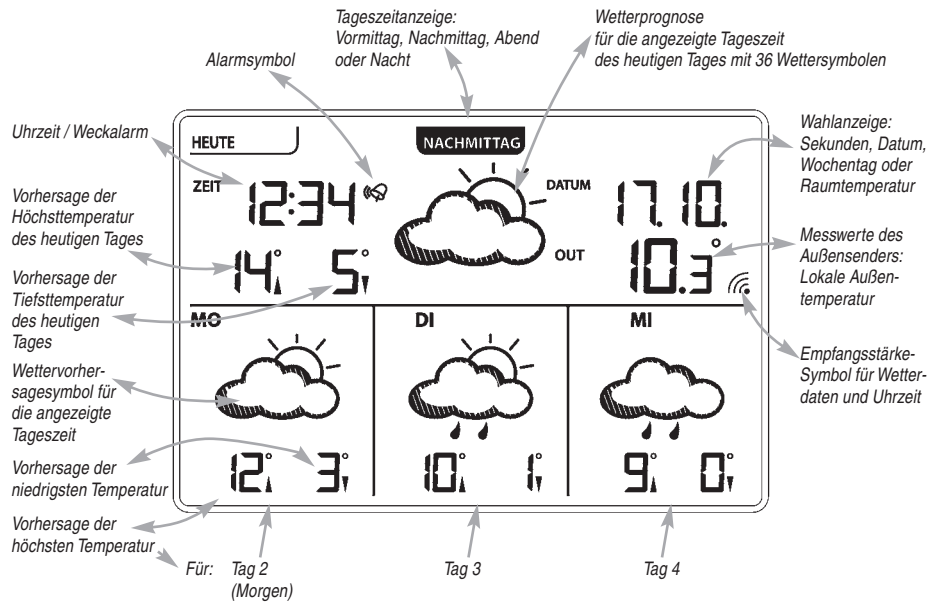 Tageszeitanzeige:
Vormittag, Nachmittag, Abend
oder Nacht
Wetterprognose
für die angezeigte Tageszeit
des heutigen Tages mit 36 Wettersymbolen
Alarmsymbol
Uhrzeit / Weckalarm
Wahlanzeige:
Sekunden, Datum,
Wochentag oder
Raumtemperatur
Vorhersage der
Höchsttemperatur
des heutigen Tages
Messwerte des
Außensenders:
Lokale Außen-
temperatur
Vorhersage der
Tiefsttemperatur
des heutigen
Tages
Empfangsstärke-
Symbol für Wetter-
daten und Uhrzeit
Wettervorher-
sagesymbol für
die angezeigte
Tageszeit
Vorhersage der
niedrigsten Temperatur
Vorhersage der
höchsten Temperatur
HEUTE
NACHMITTAG
ZEIT 12:34
DATUM 17.10.
14° 5°
OUT 10.3°
MO DI MI
12° 3° 10° 1° 9° 0°
Für: Tag 2 Tag 3 Tag 4
(Morgen)